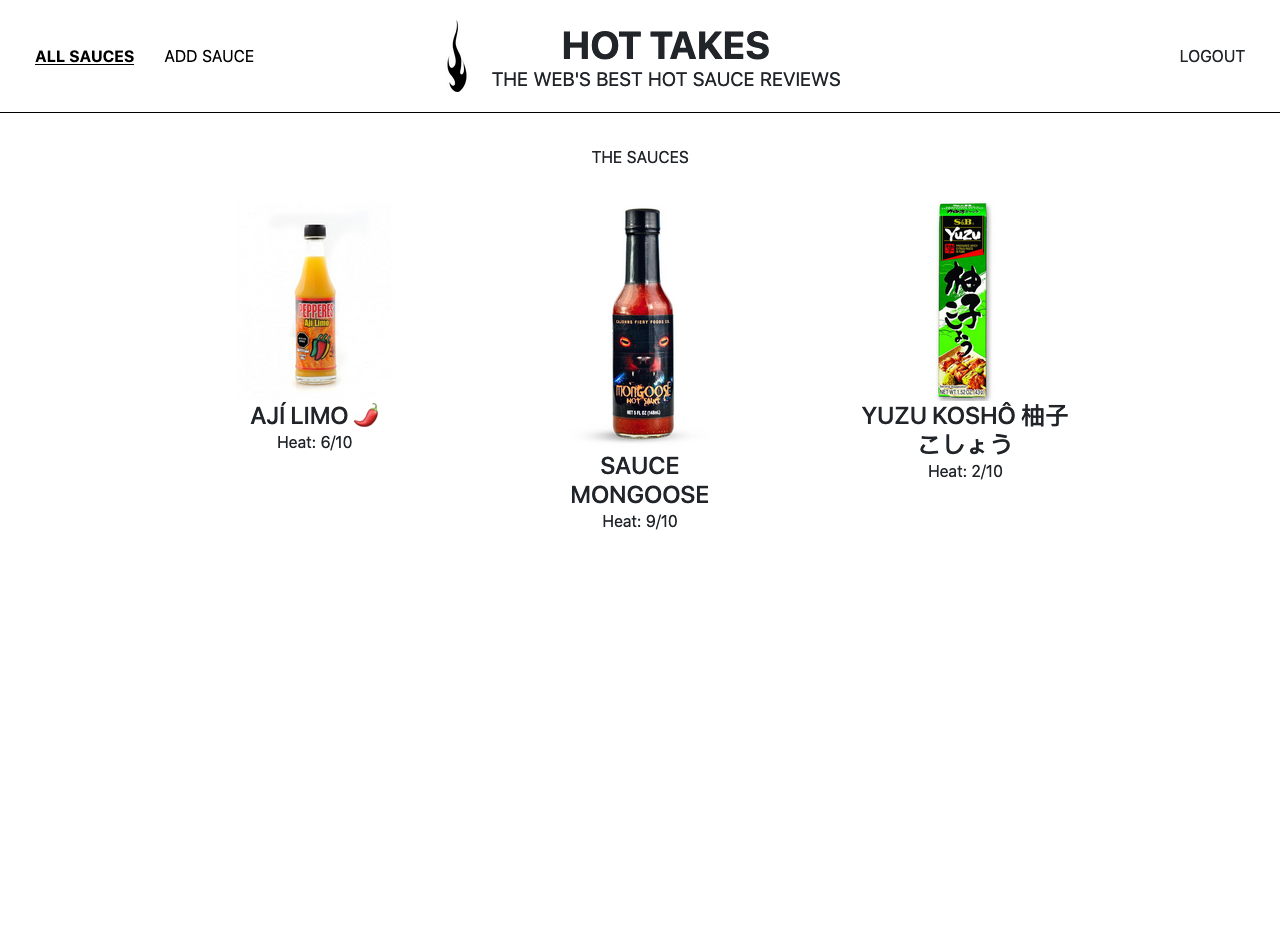 ALL SAUCES
ADD SAUCE
HOT TAKES
THE WEB'S BEST HOT SAUCE REVIEWS
LOGOUT
THE SAUCES
PEPPERES
Ají Limo
AJÍ LIMO 🌶️
Heat: 6/10
CAJOHNS FIERY FOODS CO.
MONGOOSE
HOT SAUCE
NET 5 FL OZ (148mL)
SAUCE
MONGOOSE
Heat: 9/10
S&B
YUZU
柚子こしょう
NET WT. 1.52 OZ
YUZU KOSHÔ 柚子
こしょう
Heat: 2/10